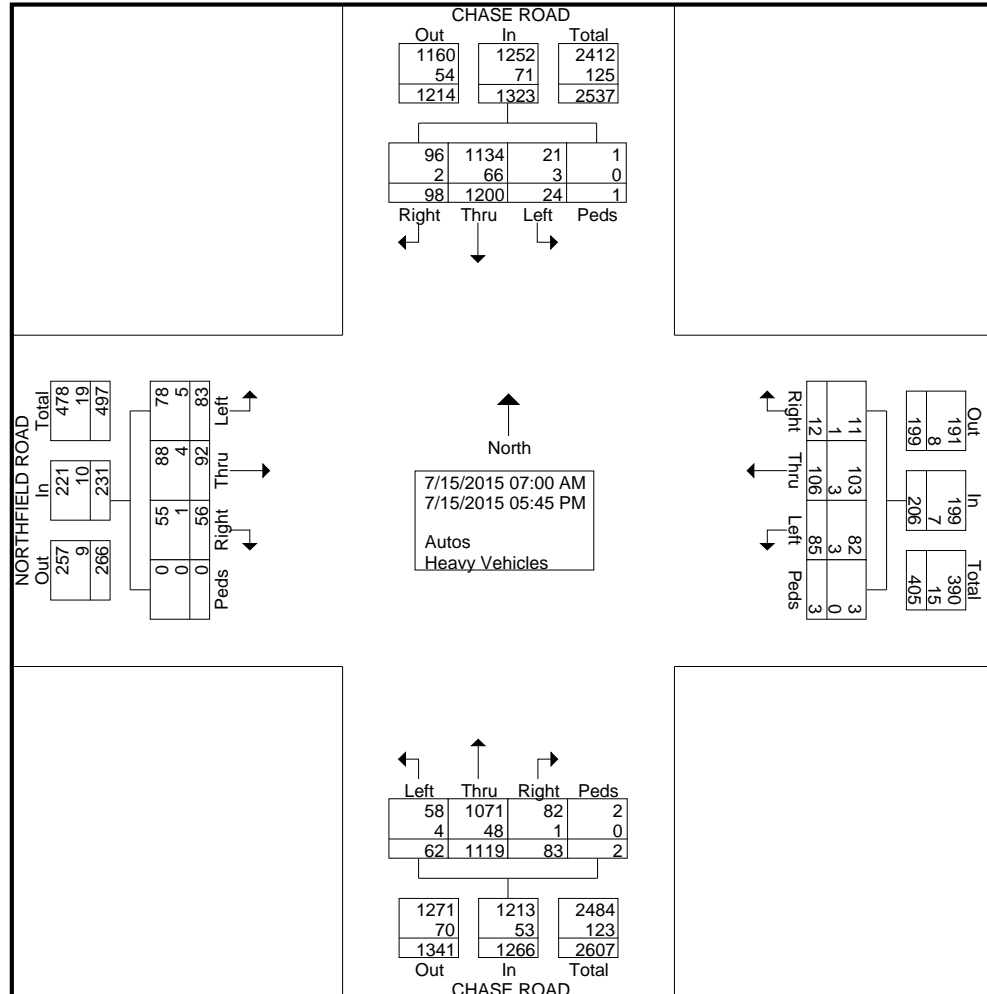 CHASE ROAD
Out In Total
1160 1252 2412
54 71 125
1214 1323 2537
96 1134 21 1
2 66 3 0
98 1200 24 1
Right Thru Left Peds
NORTHFIELD ROAD
Total In Out
478 221 257
19 10 9
497 231 266
78 88 55 0
5 4 1 0
83 92 56 0
Left Thru Right Peds
North
7/15/2015 07:00 AM
7/15/2015 05:45 PM
Autos
Heavy Vehicles
Right Thru Left Peds
12 106 85 3
1 3 3 0
11 103 82 3
Out In Total
191 199 390
8 7 15
199 206 405
Left Thru Right Peds
58 1071 82 2
4 48 1 0
62 1119 83 2
1271 1213 2484
70 53 123
1341 1266 2607
Out In Total
CHASE ROAD